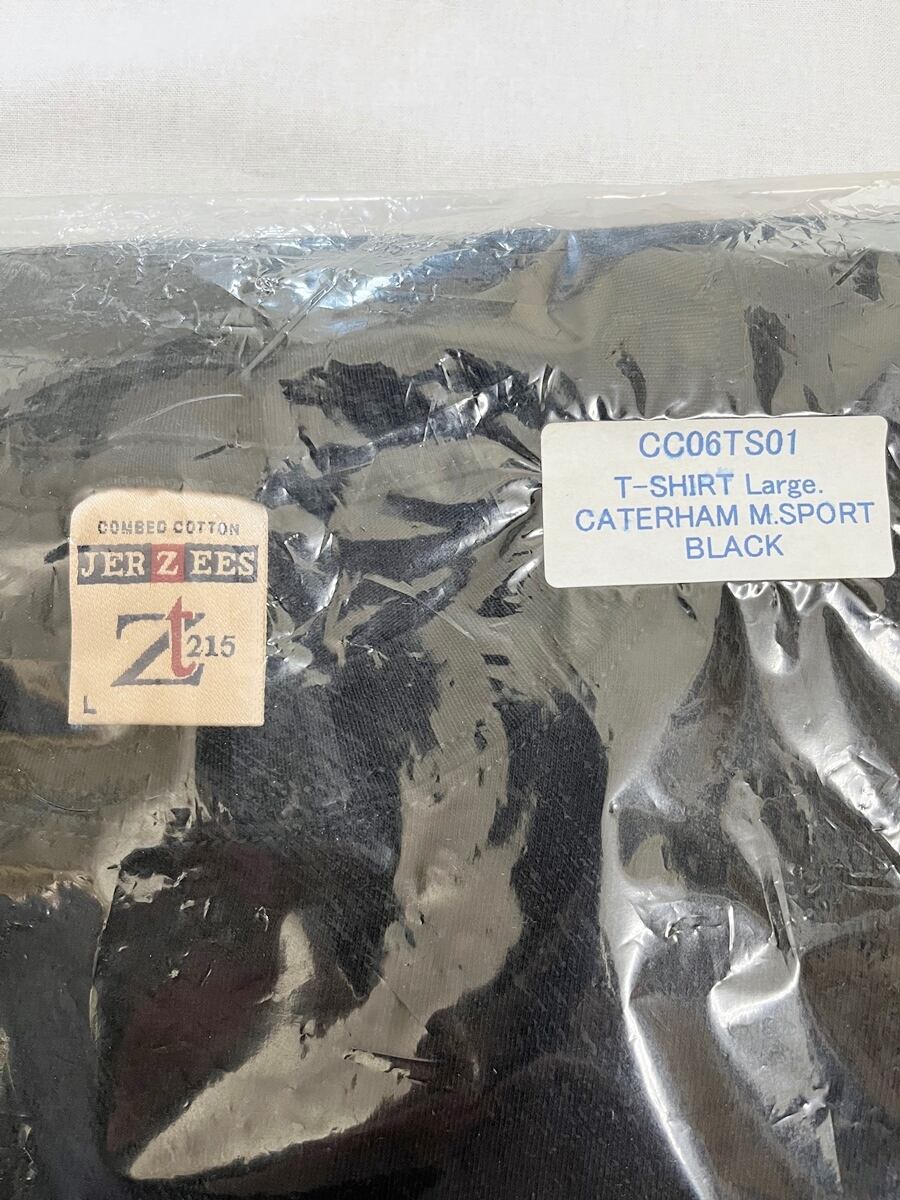 COMBED COTTON
JERZEES
Zt 215
L
CC06TS01
T-SHIRT Large.
CATERHAM M.SPORT
BLACK